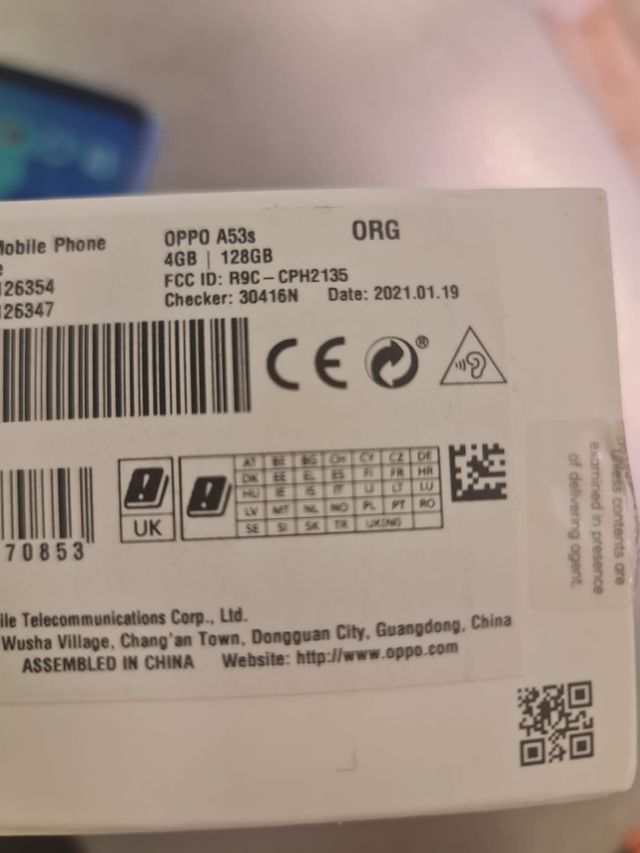 Mobile Phone
OPPO A53s
ORG
4GB | 128GB
126354
FCC ID: R9C-CPH2135
126347
Checker: 30416N Date: 2021.01.19
CE
®
UK
AT BE BG CH CY CZ DE
DK EE EL ES FI FR HR
HU IE IS IT LI LT LU
LV MT NL NO PL PT RO
SE SI SK TR UK(NI)
70853
unless contents are
examined in presence
of delivering agent.
ile Telecommunications Corp., Ltd.
Wusha Village, Chang'an Town, Dongguan City, Guangdong, China
ASSEMBLED IN CHINA Website: http://www.oppo.com